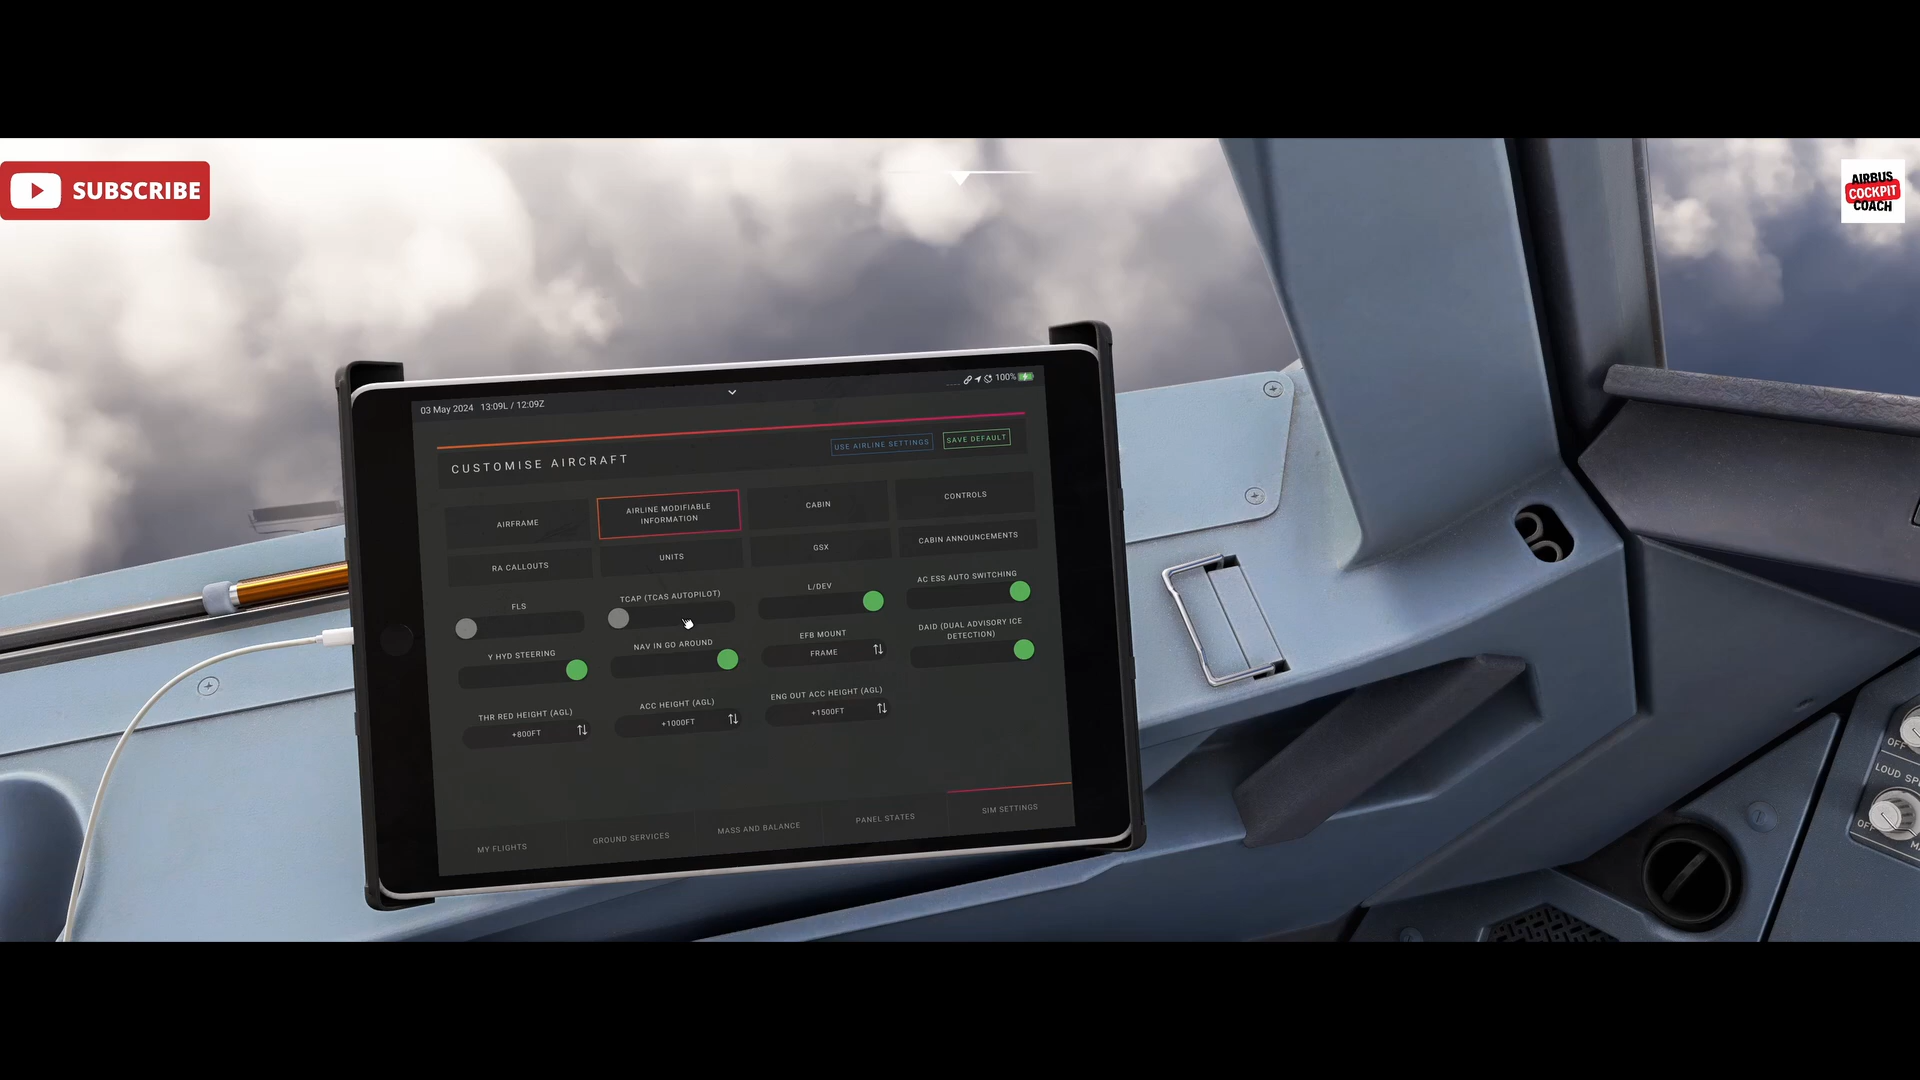 SUBSCRIBE
AIRBUS
COCKPIT
COACH
03 May 2024 13:09L / 12:09Z
100%
CUSTOMISE AIRCRAFT
USE AIRLINE SETTINGS
SAVE DEFAULT
AIRFRAME
AIRLINE MODIFIABLE
INFORMATION
CABIN
CONTROLS
RA CALLOUTS
UNITS
GSX
CABIN ANNOUNCEMENTS
FLS
TCAP (TCAS AUTOPILOT)
L/DEV
AC ESS AUTO SWITCHING
Y HYD STEERING
NAV IN GO AROUND
EFB MOUNT
FRAME
DAID (DUAL ADVISORY ICE
DETECTION)
THR RED HEIGHT (AGL)
+800FT
ACC HEIGHT (AGL)
+1000FT
ENG OUT ACC HEIGHT (AGL)
+1500FT
MY FLIGHTS
GROUND SERVICES
MASS AND BALANCE
PANEL STATES
SIM SETTINGS
OFF
LOUD SP
OFF